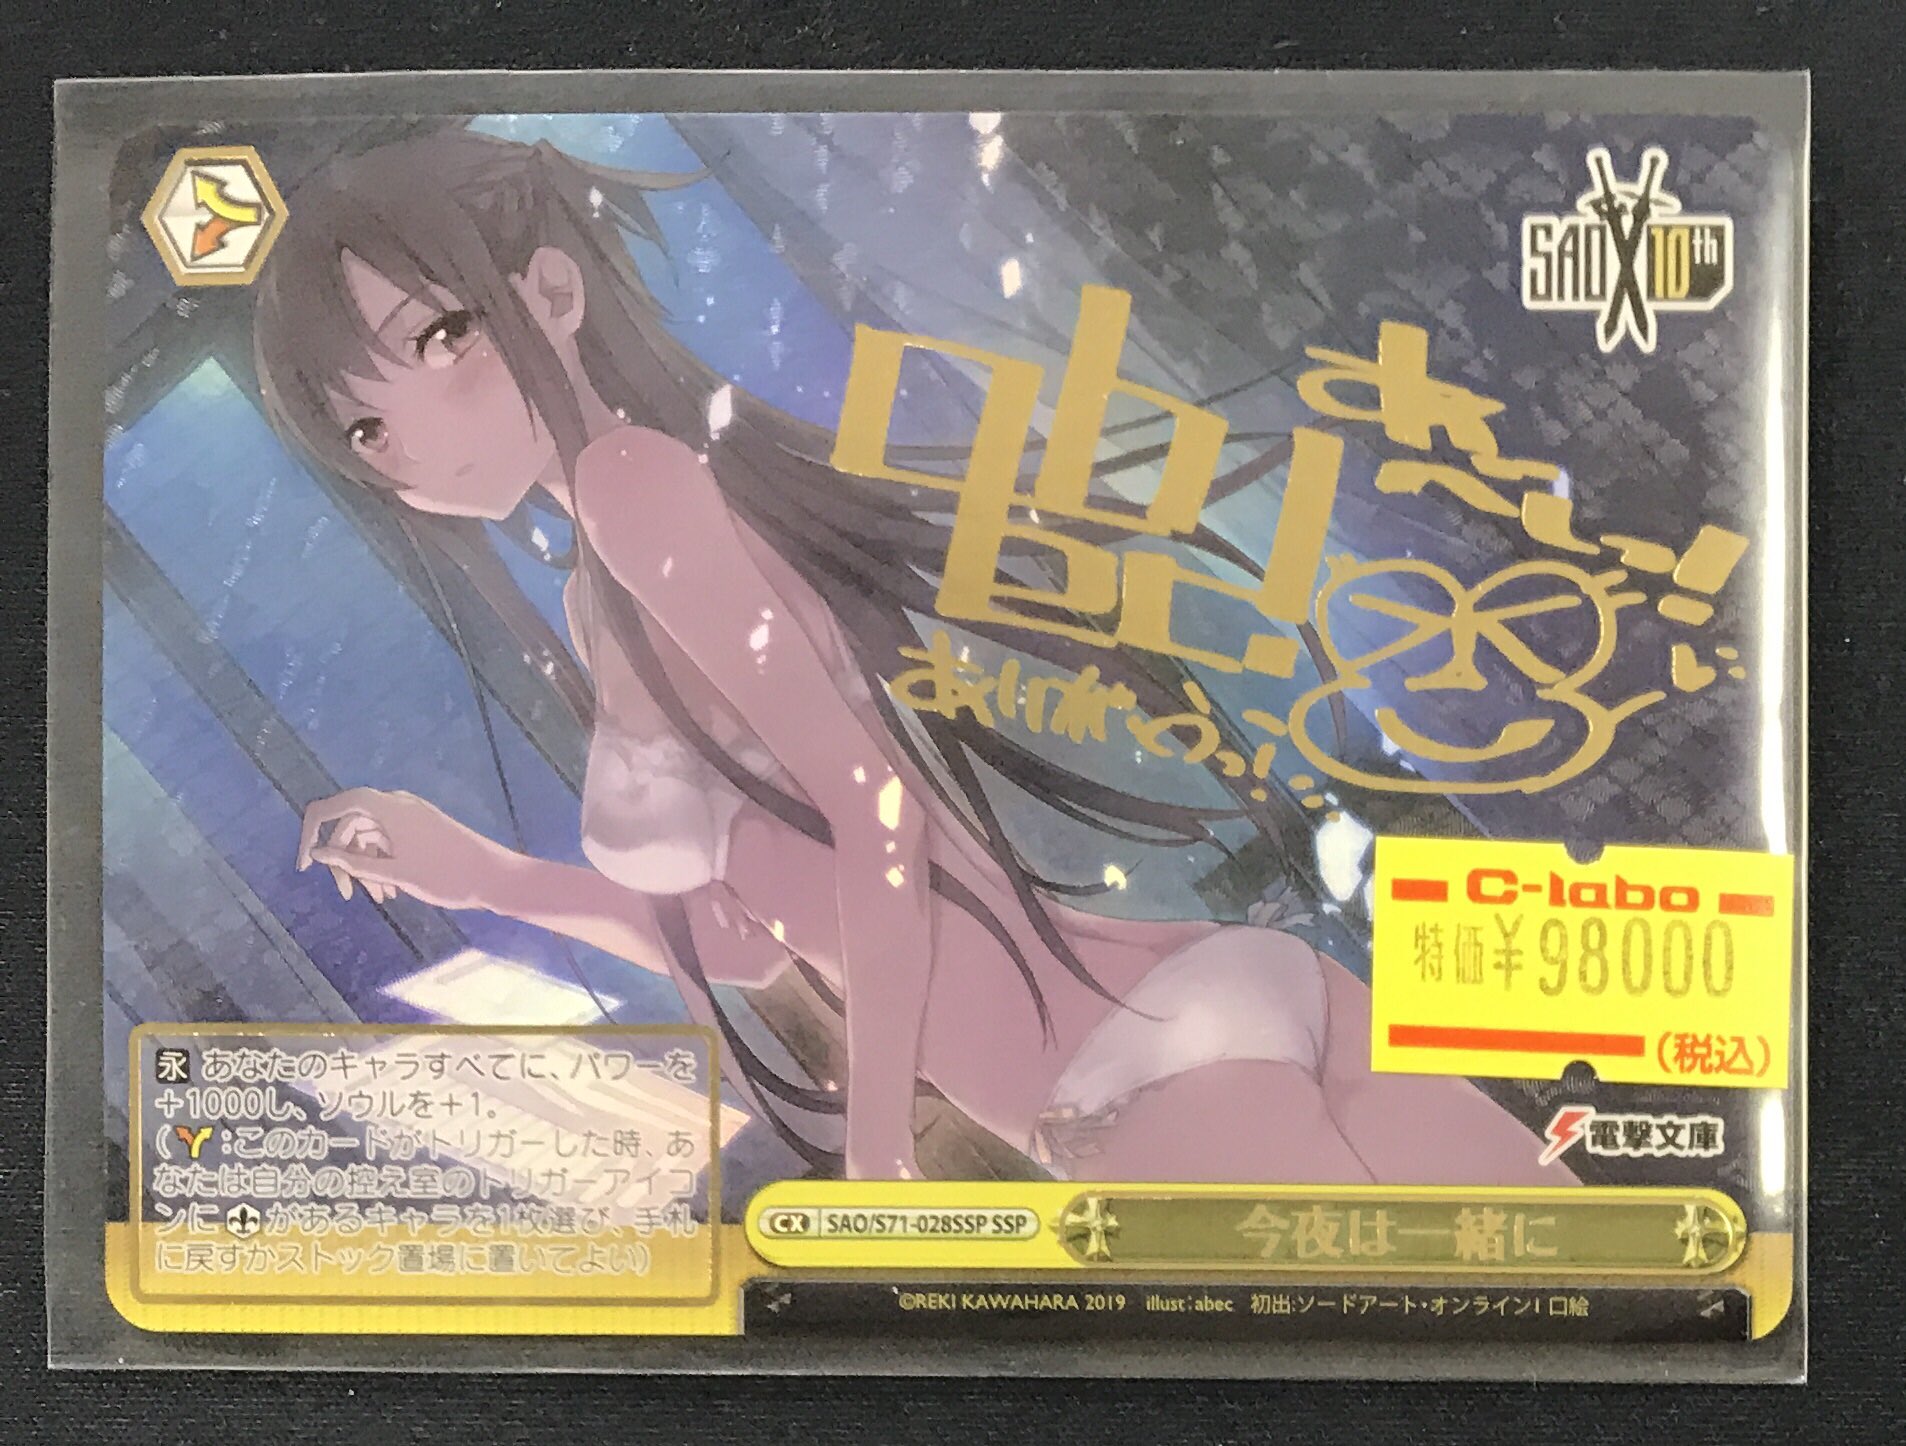 SAO 10th
abec.
ありがとうっ!
C-labo
特価¥98000
(税込)
永 あなたのキャラすべてに、パワーを
+1000し、ソウルを+1。
( :このカードがトリガーした時、あ
なたは自分の控え室のトリガーアイコ
ンに があるキャラを1枚選び、手札
に戻すかストック置場に置いてよい)
電撃文庫
CX SAO/S71-028SSP SSP
今夜は一緒に
©REKI KAWAHARA 2019 illust:abec 初出:ソードアート・オンライン1 口絵